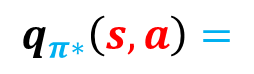 q_π*(s, a) =